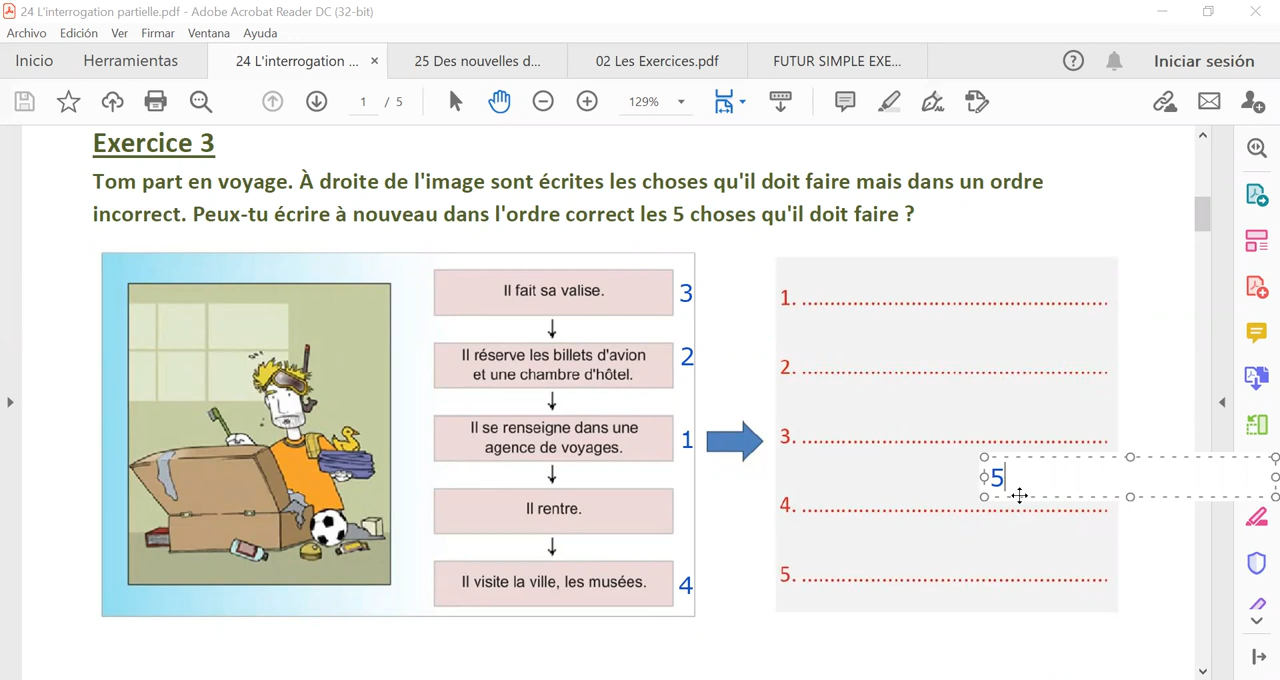 24 L'interrogation partielle.pdf - Adobe Acrobat Reader DC (32-bit)
Archivo Edición Ver Firmar Ventana Ayuda
Inicio Herramientas 24 L'interrogation ... × 25 Des nouvelles d... 02 Les Exercices.pdf FUTUR SIMPLE EXE... Iniciar sesión
1 / 5 129%
Exercice 3
Tom part en voyage. À droite de l'image sont écrites les choses qu'il doit faire mais dans un ordre
incorrect. Peux-tu écrire à nouveau dans l'ordre correct les 5 choses qu'il doit faire ?
Il fait sa valise. 3
Il réserve les billets d'avion
et une chambre d'hôtel. 2
Il se renseigne dans une
agence de voyages. 1
Il rentre.
Il visite la ville, les musées. 4
1. ..............................................................
2. ..............................................................
3. ..............................................................
5
4. ..............................................................
5. ..............................................................